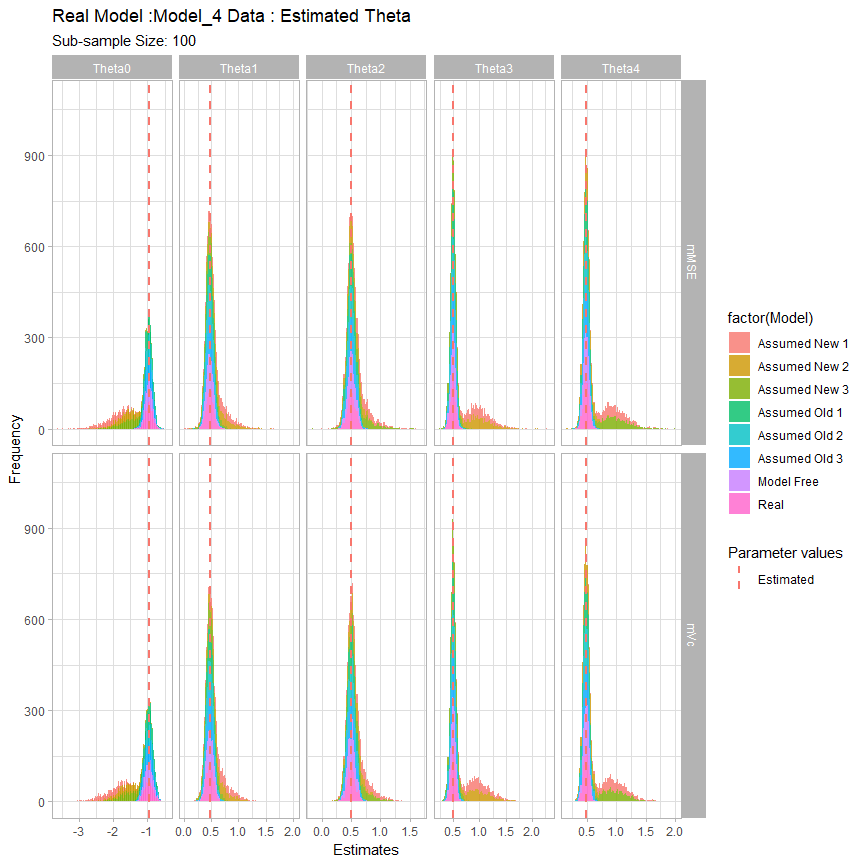 Real Model :Model_4 Data : Estimated Theta
Sub-sample Size: 100
Theta0 Theta1 Theta2 Theta3 Theta4
900
600
300
0
mMSE
900
600
300
0
mVc
Frequency
-3 -2 -1 0.0 0.5 1.0 1.5 2.0 0.0 0.5 1.0 1.5 0.5 1.0 1.5 2.0 0.5 1.0 1.5 2.0
Estimates
factor(Model)
Assumed New 1
Assumed New 2
Assumed New 3
Assumed Old 1
Assumed Old 2
Assumed Old 3
Model Free
Real
Parameter values
Estimated